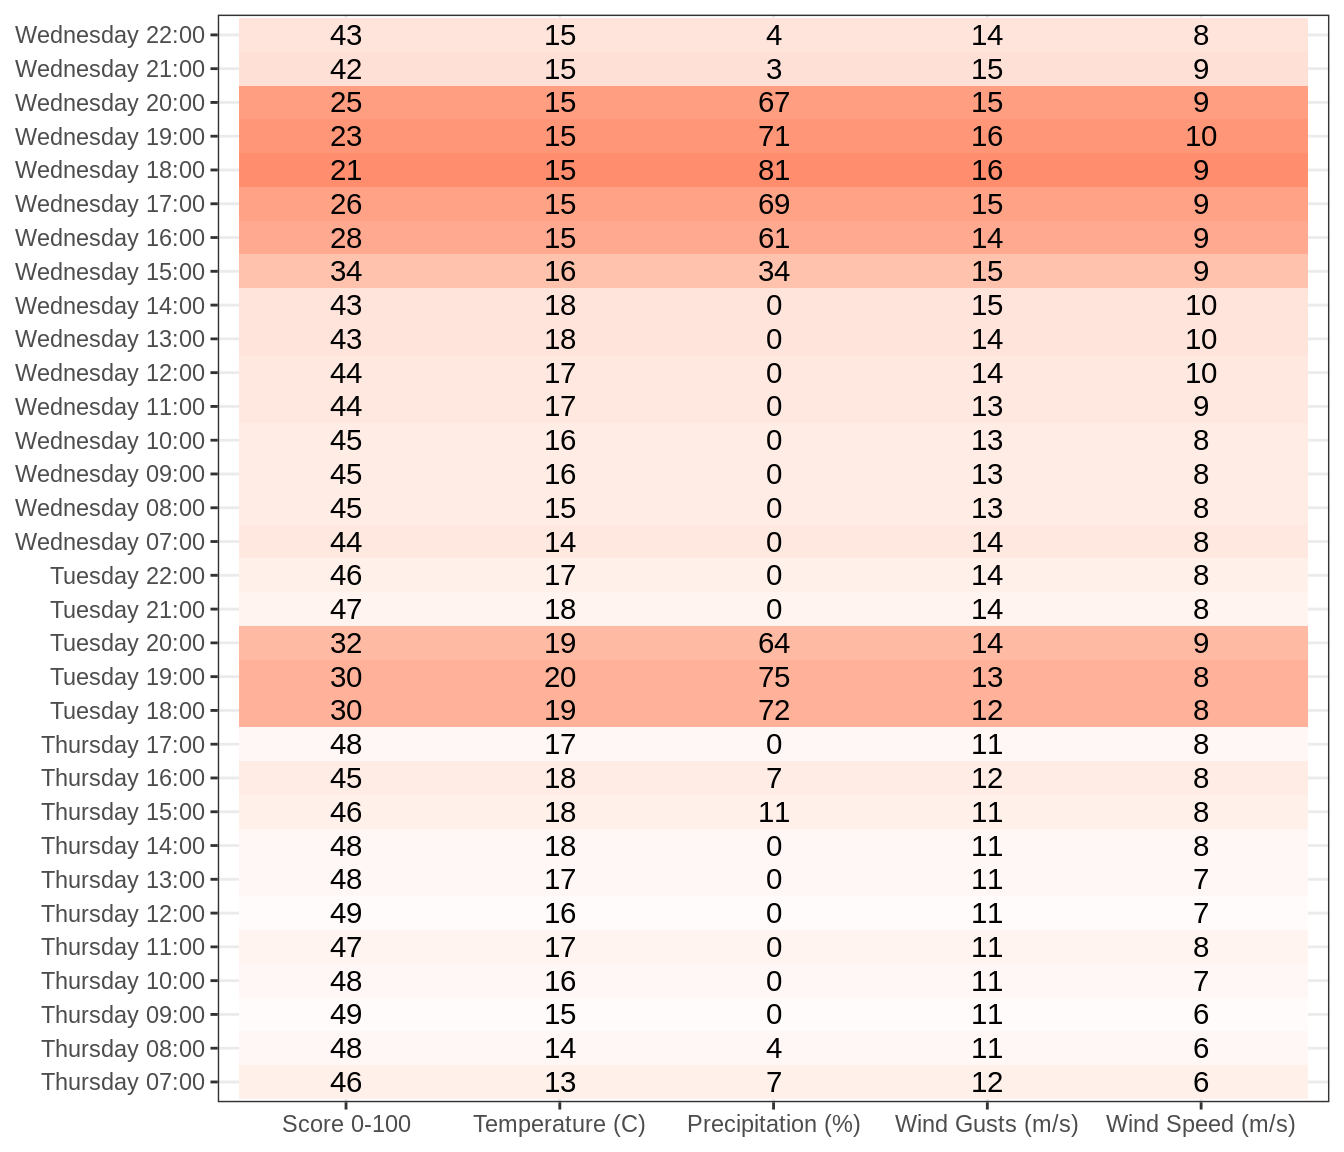 Wednesday 22:00 43 15 4 14 8
Wednesday 21:00 42 15 3 15 9
Wednesday 20:00 25 15 67 15 9
Wednesday 19:00 23 15 71 16 10
Wednesday 18:00 21 15 81 16 9
Wednesday 17:00 26 15 69 15 9
Wednesday 16:00 28 15 61 14 9
Wednesday 15:00 34 16 34 15 9
Wednesday 14:00 43 18 0 15 10
Wednesday 13:00 43 18 0 14 10
Wednesday 12:00 44 17 0 14 10
Wednesday 11:00 44 17 0 13 9
Wednesday 10:00 45 16 0 13 8
Wednesday 09:00 45 16 0 13 8
Wednesday 08:00 45 15 0 13 8
Wednesday 07:00 44 14 0 14 8
Tuesday 22:00 46 17 0 14 8
Tuesday 21:00 47 18 0 14 8
Tuesday 20:00 32 19 64 14 9
Tuesday 19:00 30 20 75 13 8
Tuesday 18:00 30 19 72 12 8
Thursday 17:00 48 17 0 11 8
Thursday 16:00 45 18 7 12 8
Thursday 15:00 46 18 11 11 8
Thursday 14:00 48 18 0 11 8
Thursday 13:00 48 17 0 11 7
Thursday 12:00 49 16 0 11 7
Thursday 11:00 47 17 0 11 8
Thursday 10:00 48 16 0 11 7
Thursday 09:00 49 15 0 11 6
Thursday 08:00 48 14 4 11 6
Thursday 07:00 46 13 7 12 6
Score 0-100 Temperature (C) Precipitation (%) Wind Gusts (m/s) Wind Speed (m/s)